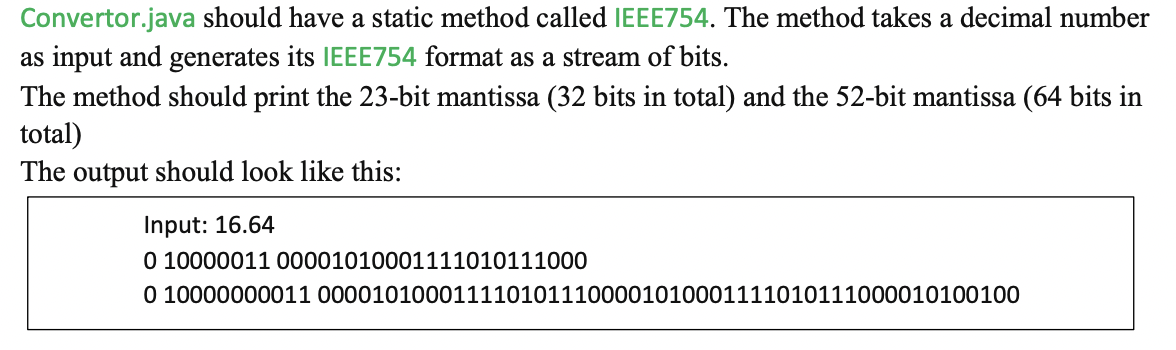 Convertor.java should have a static method called IEEE754. The method takes a decimal number
as input and generates its IEEE754 format as a stream of bits.
The method should print the 23-bit mantissa (32 bits in total) and the 52-bit mantissa (64 bits in
total)
The output should look like this:
Input: 16.64
0 10000011 00001010001111010111000
0 10000000011 0000101000111101011100001010001111010111000010100100